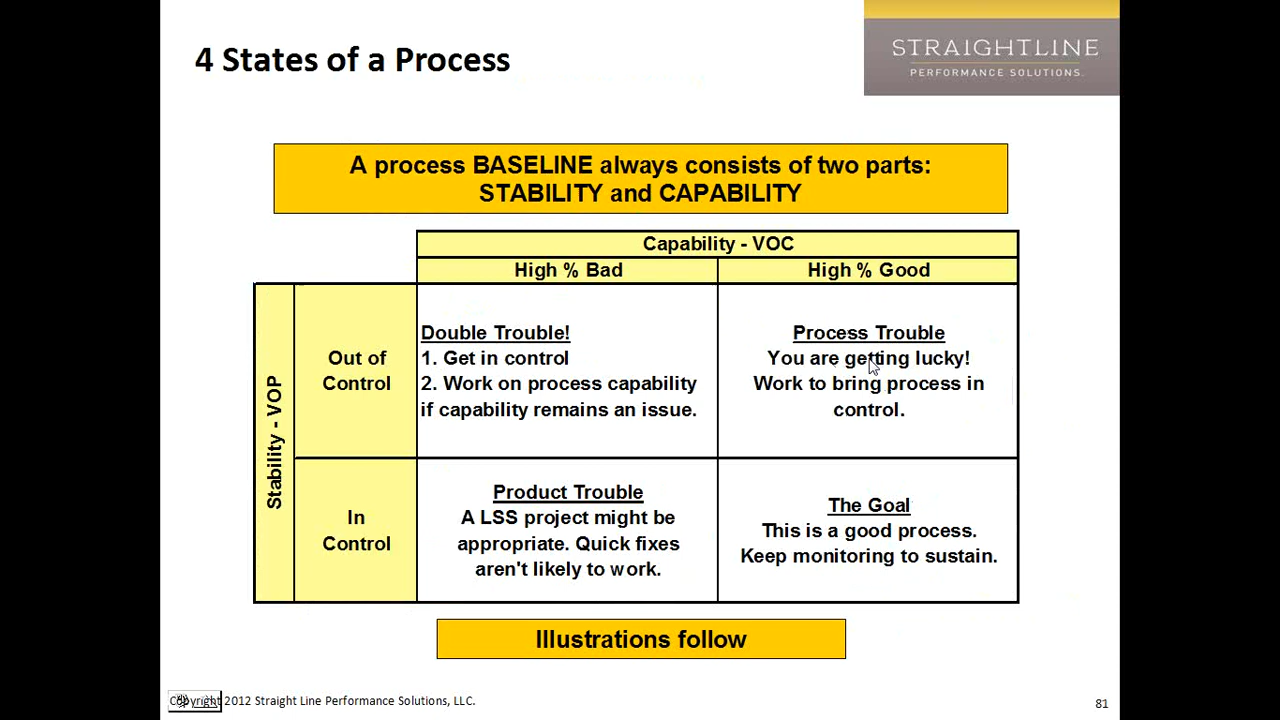 4 States of a Process
STRAIGHTLINE
PERFORMANCE SOLUTIONS.
A process BASELINE always consists of two parts:
STABILITY and CAPABILITY
Capability - VOC
High % Bad
High % Good
Stability - VOP
Out of
Control
Double Trouble!
1. Get in control
2. Work on process capability
if capability remains an issue.
Process Trouble
You are getting lucky!
Work to bring process in
control.
In
Control
Product Trouble
A LSS project might be
appropriate. Quick fixes
aren't likely to work.
The Goal
This is a good process.
Keep monitoring to sustain.
Illustrations follow
Copyright 2012 Straight Line Performance Solutions, LLC.
81